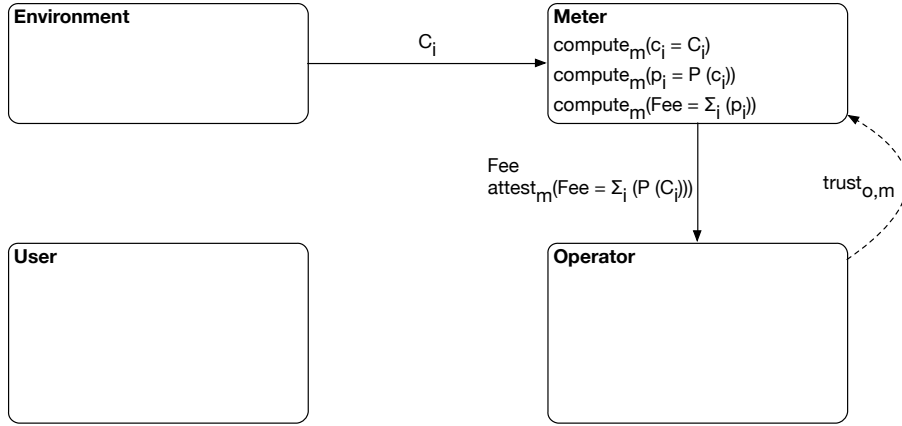 Environment
C_i
Meter
compute_m(c_i = C_i)
compute_m(p_i = P (c_i))
compute_m(Fee = Σ_i (p_i))
Fee
attest_m(Fee = Σ_i (P (C_i)))
trust_o,m
User
Operator